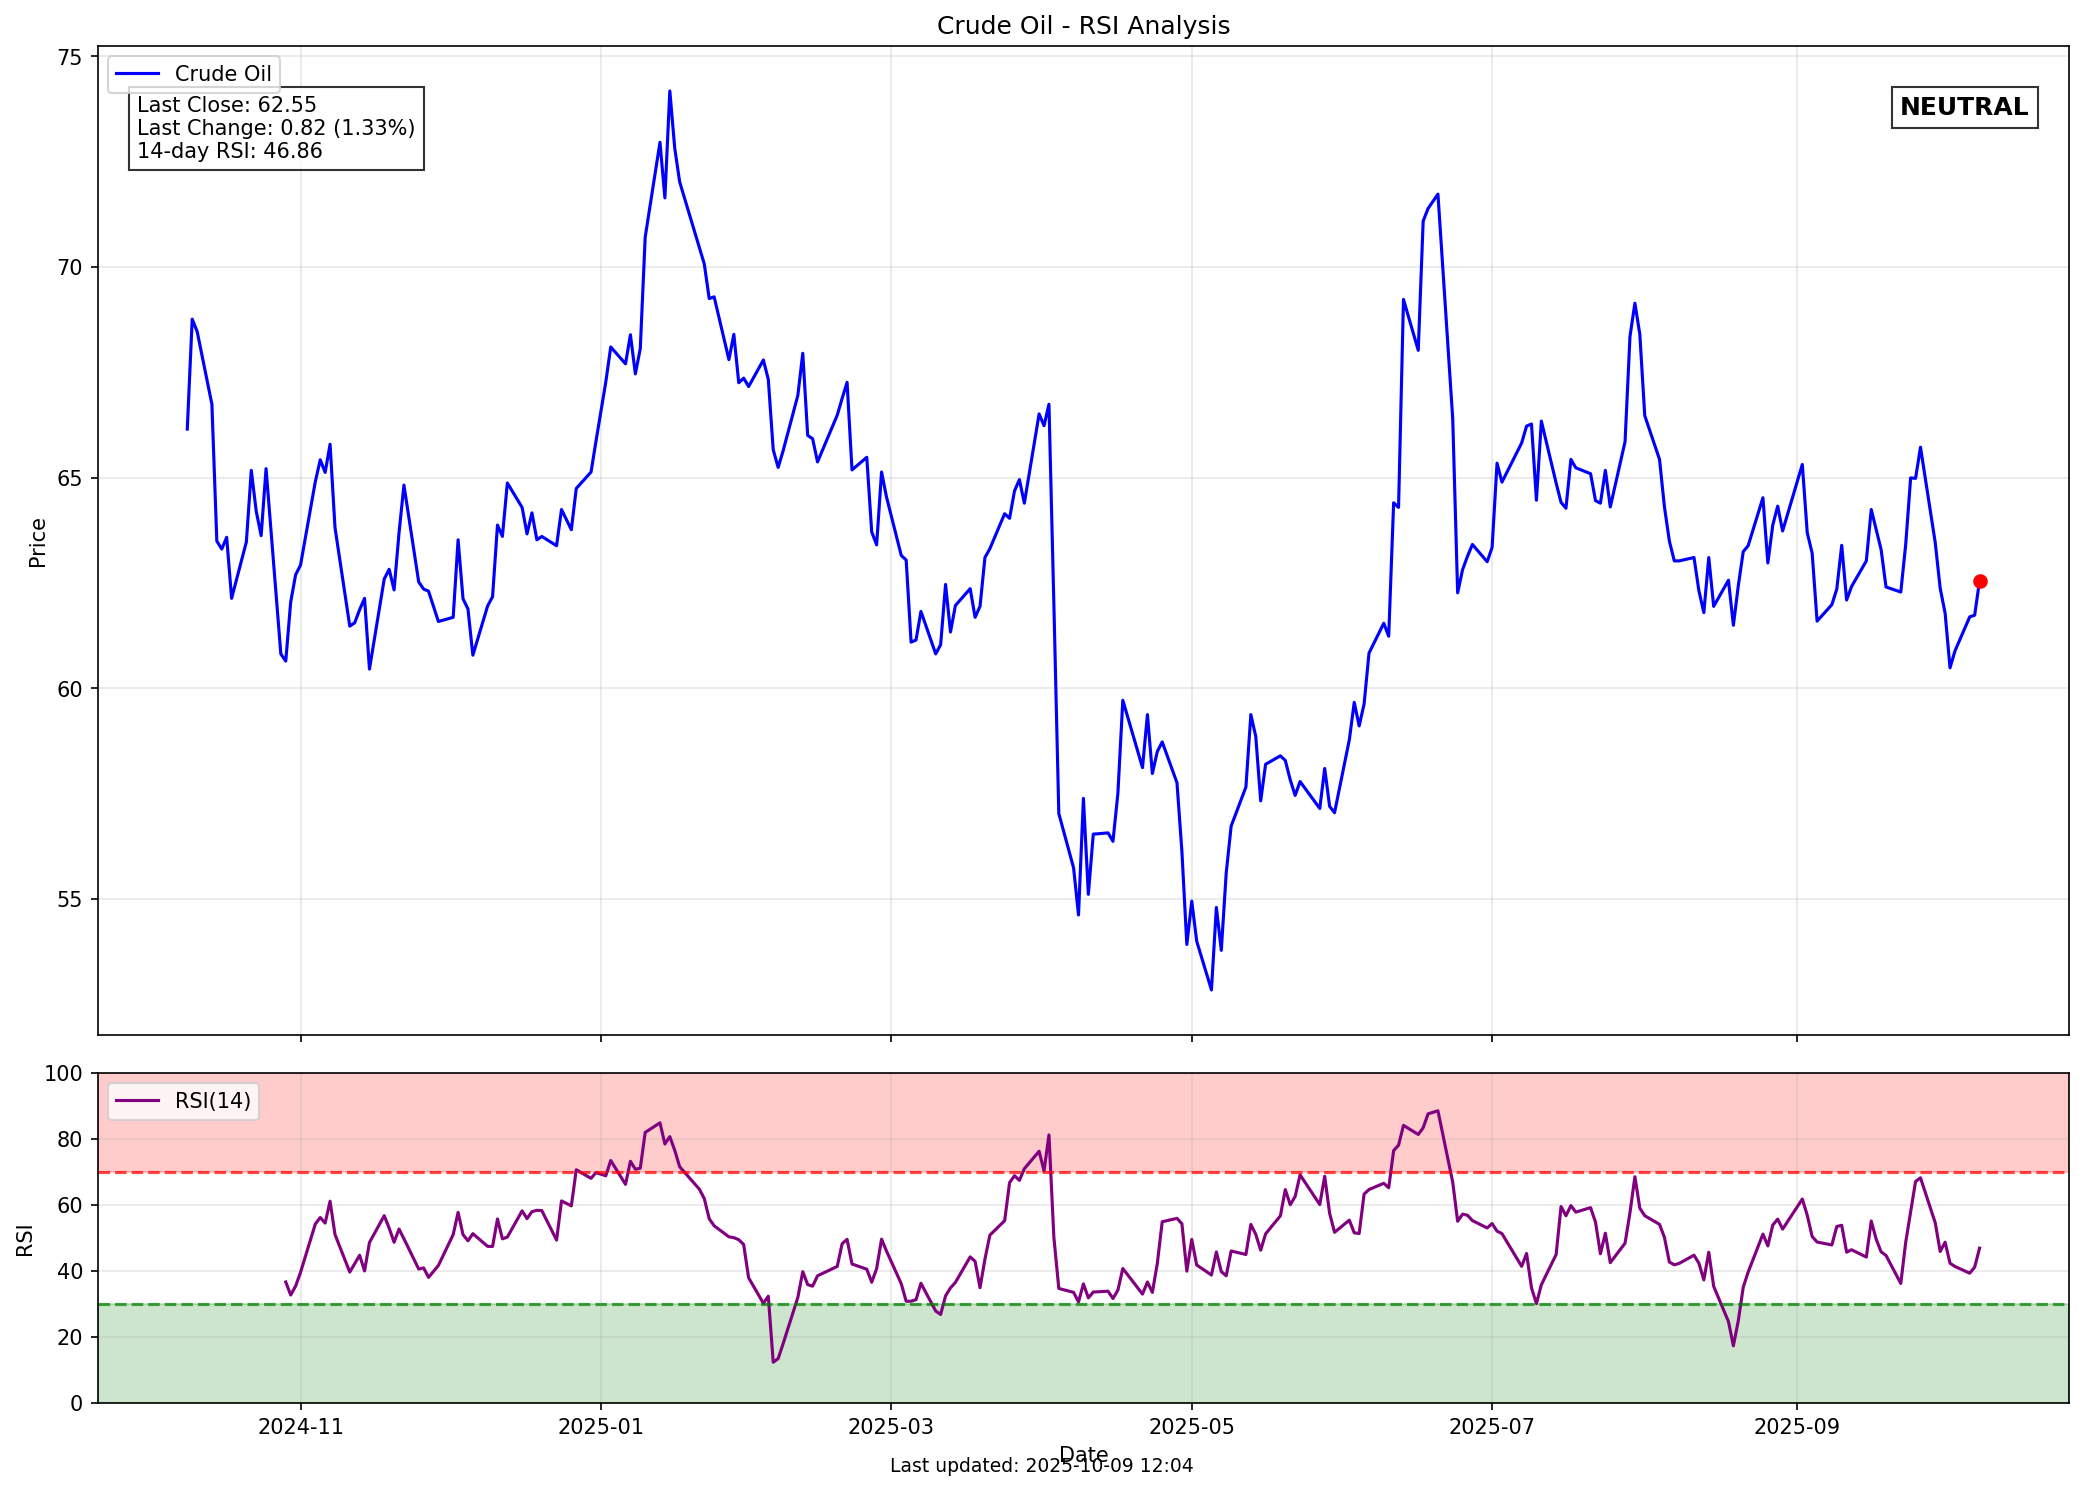 Crude Oil - RSI Analysis
75
70
65
60
55
Price
Crude Oil
Last Close: 62.55
Last Change: 0.82 (1.33%)
14-day RSI: 46.86
NEUTRAL
100
80
60
40
20
0
RSI
RSI(14)
2024-11
2025-01
2025-03
2025-05
2025-07
2025-09
Date
Last updated: 2025-10-09 12:04